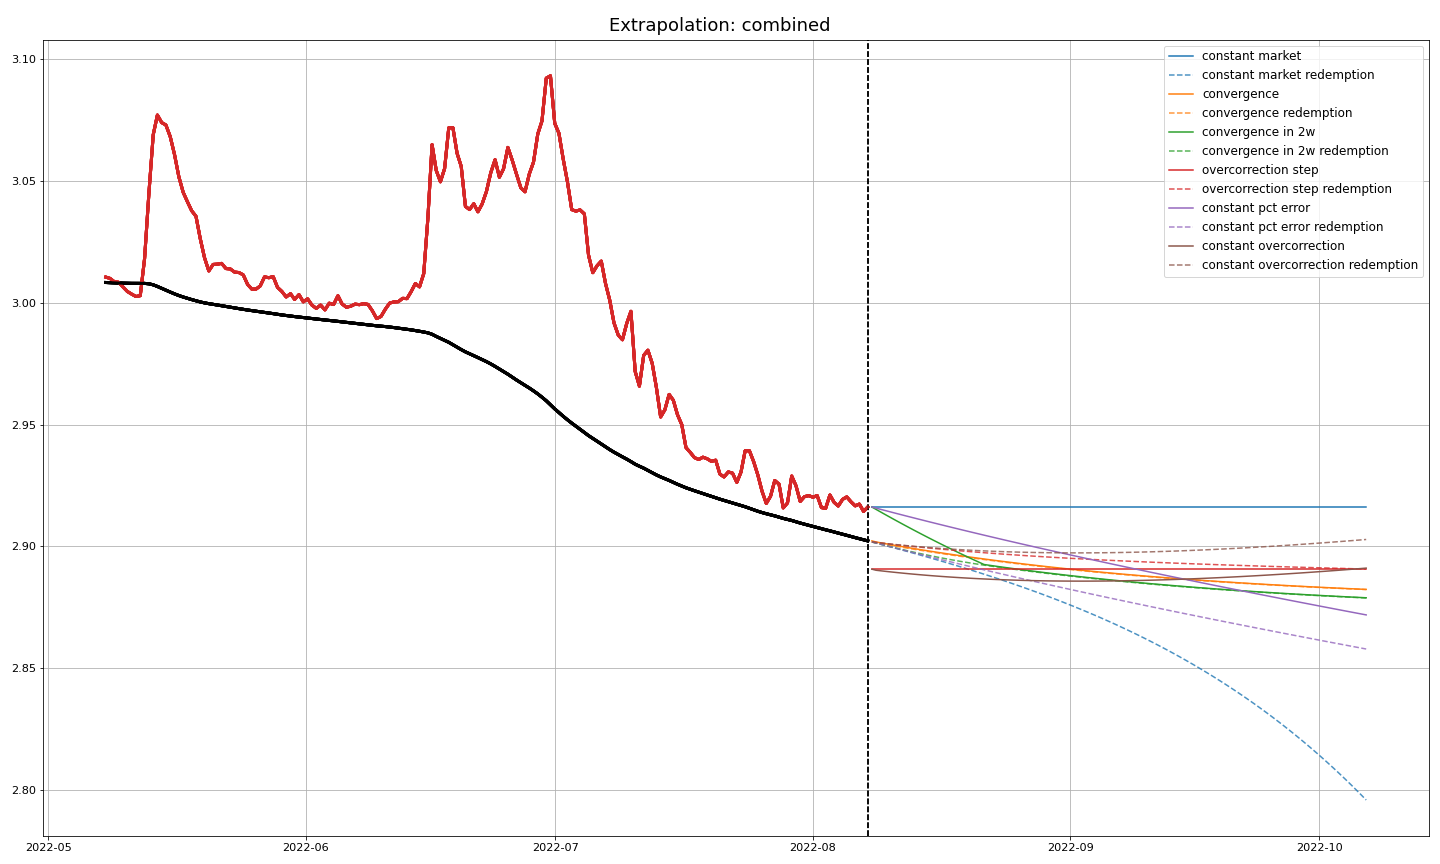 Extrapolation: combined
3.10
3.05
3.00
2.95
2.90
2.85
2.80
2022-05
2022-06
2022-07
2022-08
2022-09
2022-10
constant market
constant market redemption
convergence
convergence redemption
convergence in 2w
convergence in 2w redemption
overcorrection step
overcorrection step redemption
constant pct error
constant pct error redemption
constant overcorrection
constant overcorrection redemption